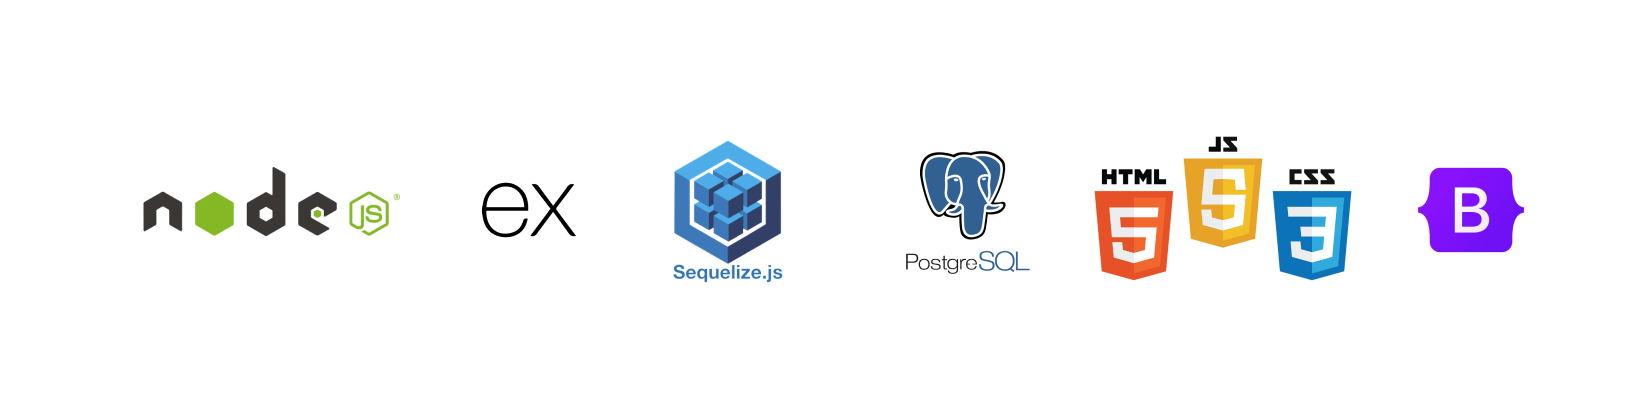 node
JS
®
ex
Sequelize.js
PostgreSQL
HTML
5
JS
5
CSS
3
B